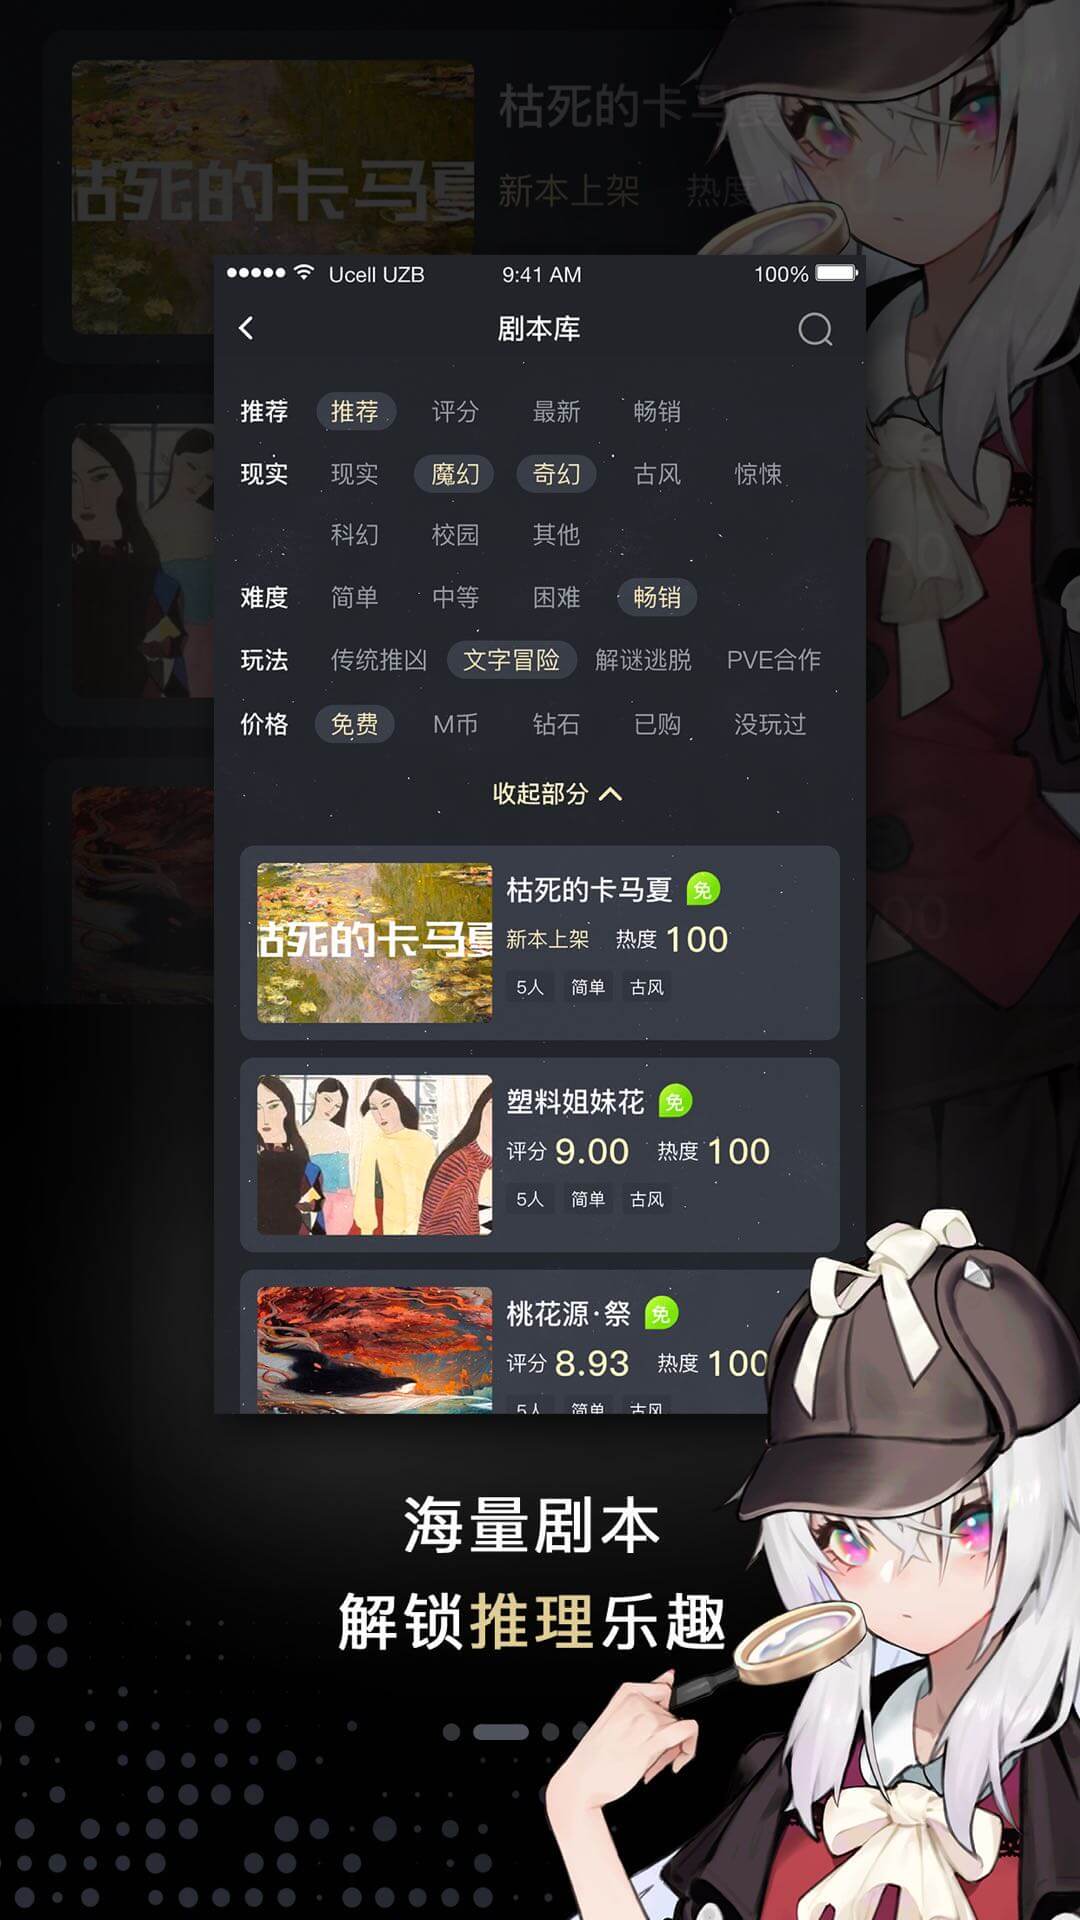 枯死的卡马夏
枯死的卡马夏
新本上架 热度
Ucell UZB 9:41 AM 100%
剧本库
推荐 推荐 评分 最新 畅销
现实 现实 魔幻 奇幻 古风 惊悚
科幻 校园 其他
难度 简单 中等 困难 畅销
玩法 传统推凶 文字冒险 解谜逃脱 PVE合作
价格 免费 M币 钻石 已购 没玩过
收起部分
枯死的卡马夏 免
枯死的卡马夏
新本上架 热度 100
5人 简单 古风
塑料姐妹花 免
评分 9.00 热度 100
5人 简单 古风
桃花源·祭 免
评分 8.93 热度 100
5人 简单 古风
海量剧本
解锁推理乐趣